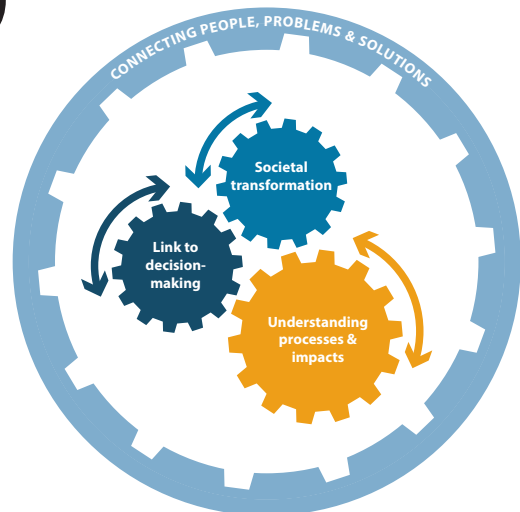 CONNECTING PEOPLE, PROBLEMS & SOLUTIONS
Societal
transformation
Link to
decision-
making
Understanding
processes &
impacts